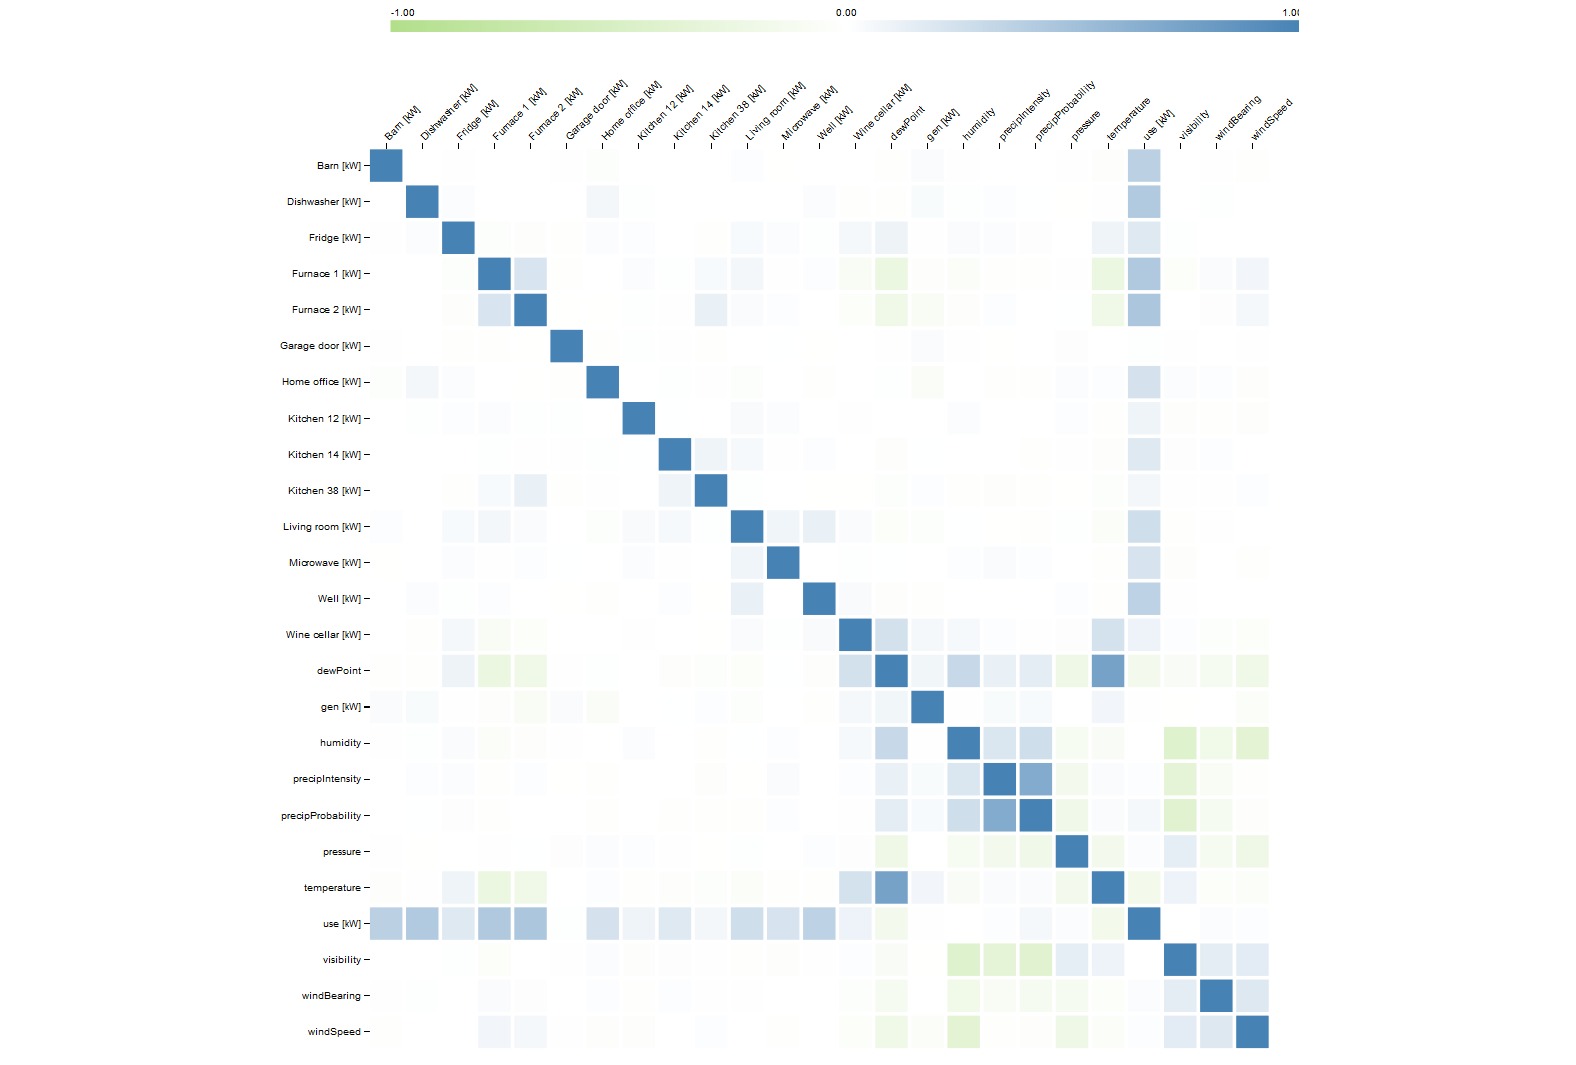 -1.00
0.00
1.00
Barn [kW]
Dishwasher [kW]
Fridge [kW]
Furnace 1 [kW]
Furnace 2 [kW]
Garage door [kW]
Home office [kW]
Kitchen 12 [kW]
Kitchen 14 [kW]
Kitchen 38 [kW]
Living room [kW]
Microwave [kW]
Well [kW]
Wine cellar [kW]
dewPoint
gen [kW]
humidity
precipIntensity
precipProbability
pressure
temperature
use [kW]
visibility
windBearing
windSpeed
Barn [kW]
Dishwasher [kW]
Fridge [kW]
Furnace 1 [kW]
Furnace 2 [kW]
Garage door [kW]
Home office [kW]
Kitchen 12 [kW]
Kitchen 14 [kW]
Kitchen 38 [kW]
Living room [kW]
Microwave [kW]
Well [kW]
Wine cellar [kW]
dewPoint
gen [kW]
humidity
precipIntensity
precipProbability
pressure
temperature
use [kW]
visibility
windBearing
windSpeed